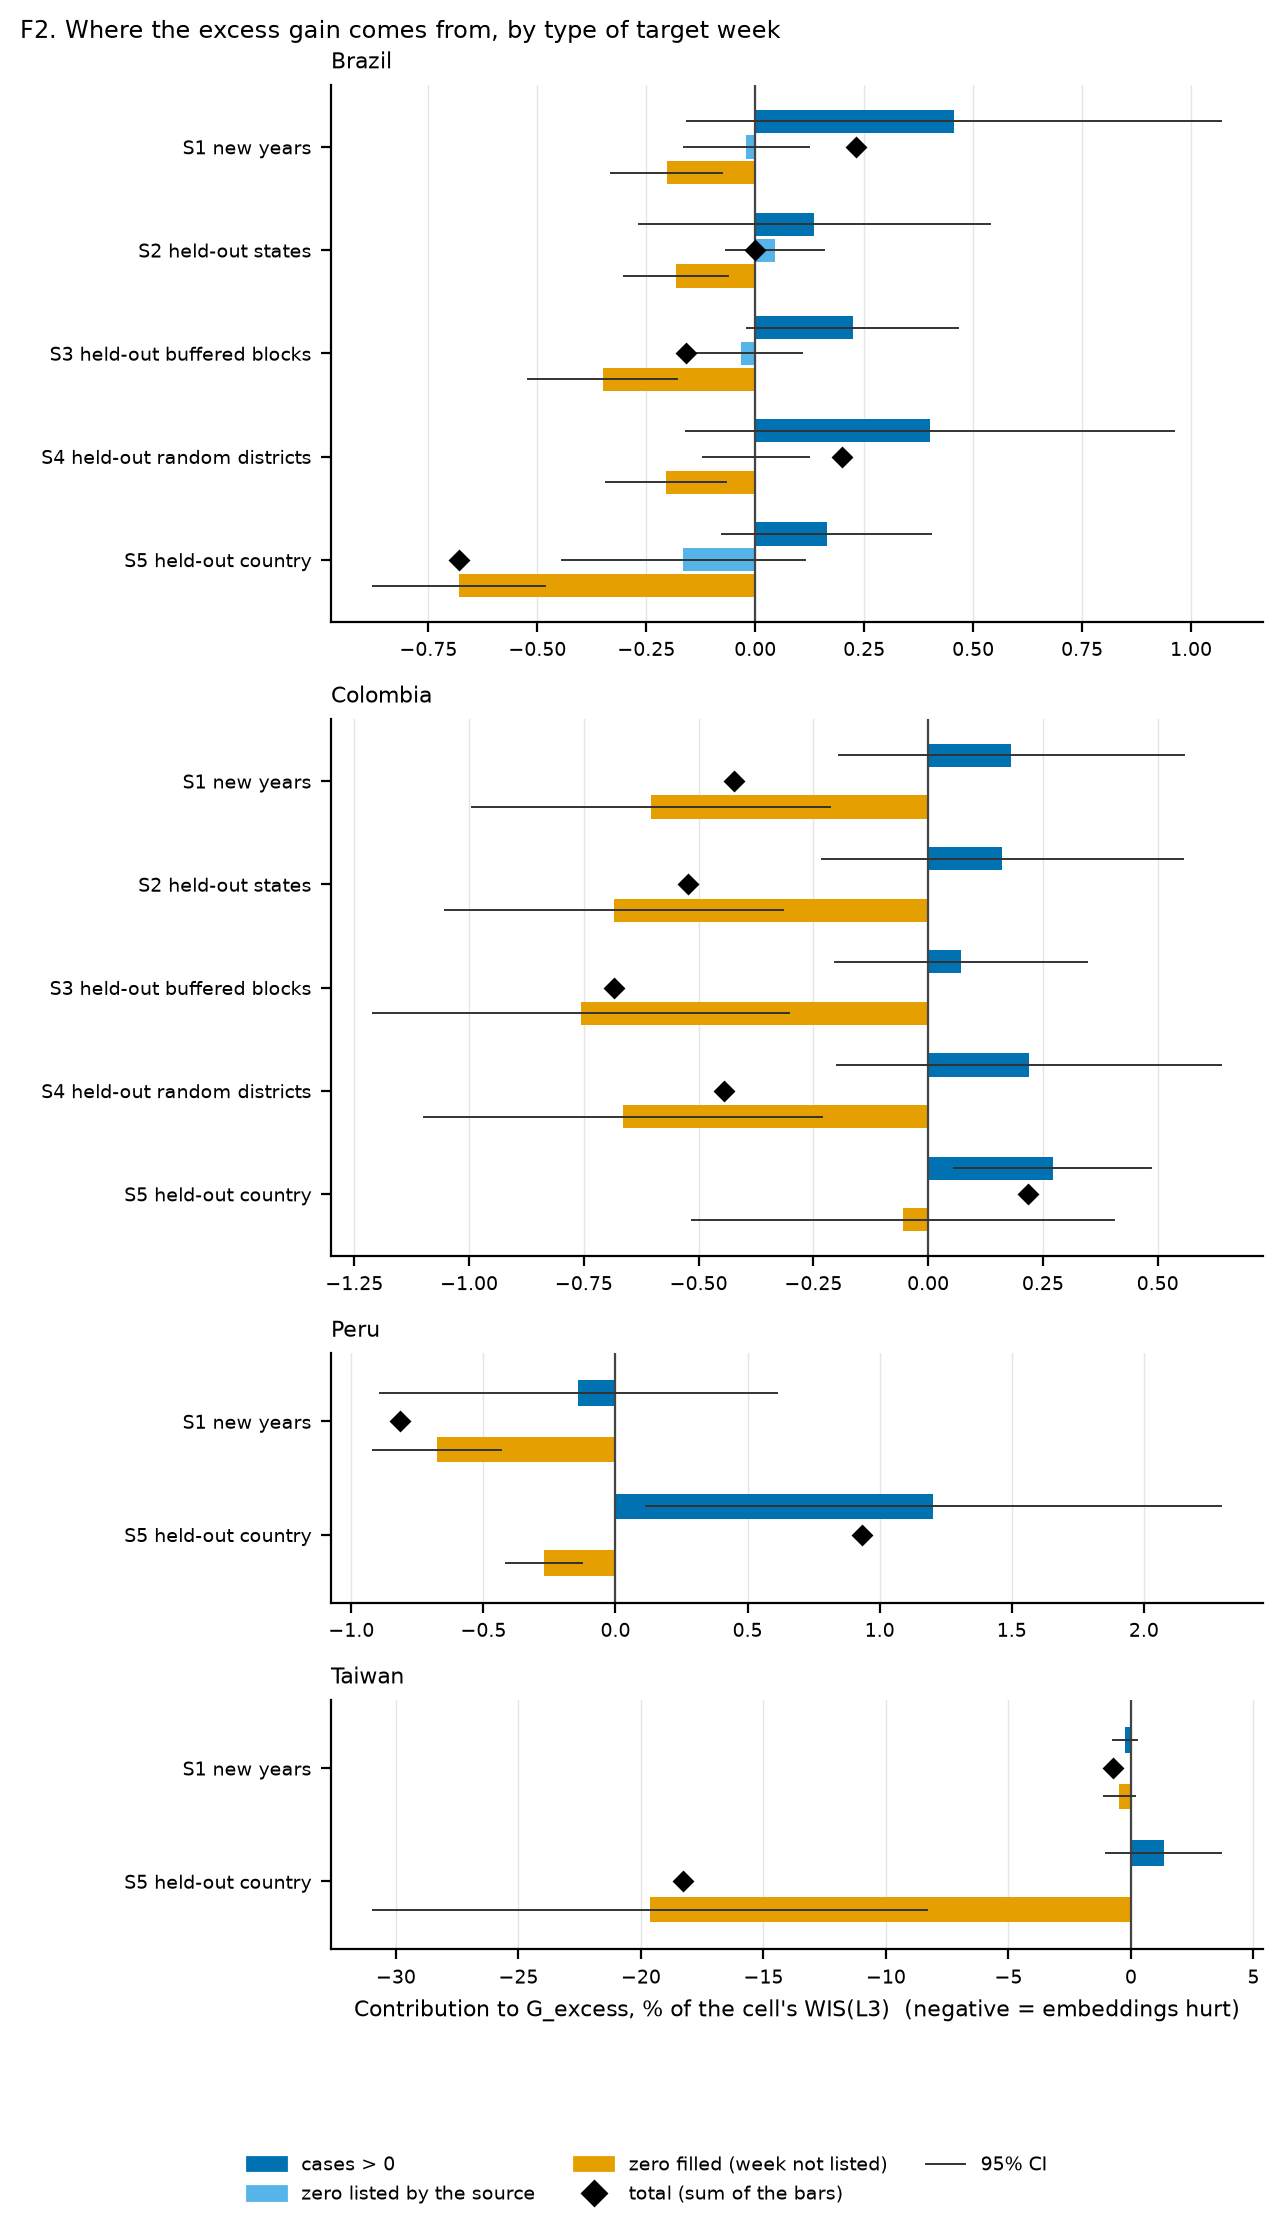 F2. Where the excess gain comes from, by type of target week
Brazil
S1 new years
S2 held-out states
S3 held-out buffered blocks
S4 held-out random districts
S5 held-out country
−0.75 −0.50 −0.25 0.00 0.25 0.50 0.75 1.00
Colombia
S1 new years
S2 held-out states
S3 held-out buffered blocks
S4 held-out random districts
S5 held-out country
−1.25 −1.00 −0.75 −0.50 −0.25 0.00 0.25 0.50
Peru
S1 new years
S5 held-out country
−1.0 −0.5 0.0 0.5 1.0 1.5 2.0
Taiwan
S1 new years
S5 held-out country
−30 −25 −20 −15 −10 −5 0 5
Contribution to G_excess, % of the cell's WIS(L3)  (negative = embeddings hurt)
cases > 0 zero filled (week not listed) 95% CI
zero listed by the source total (sum of the bars)